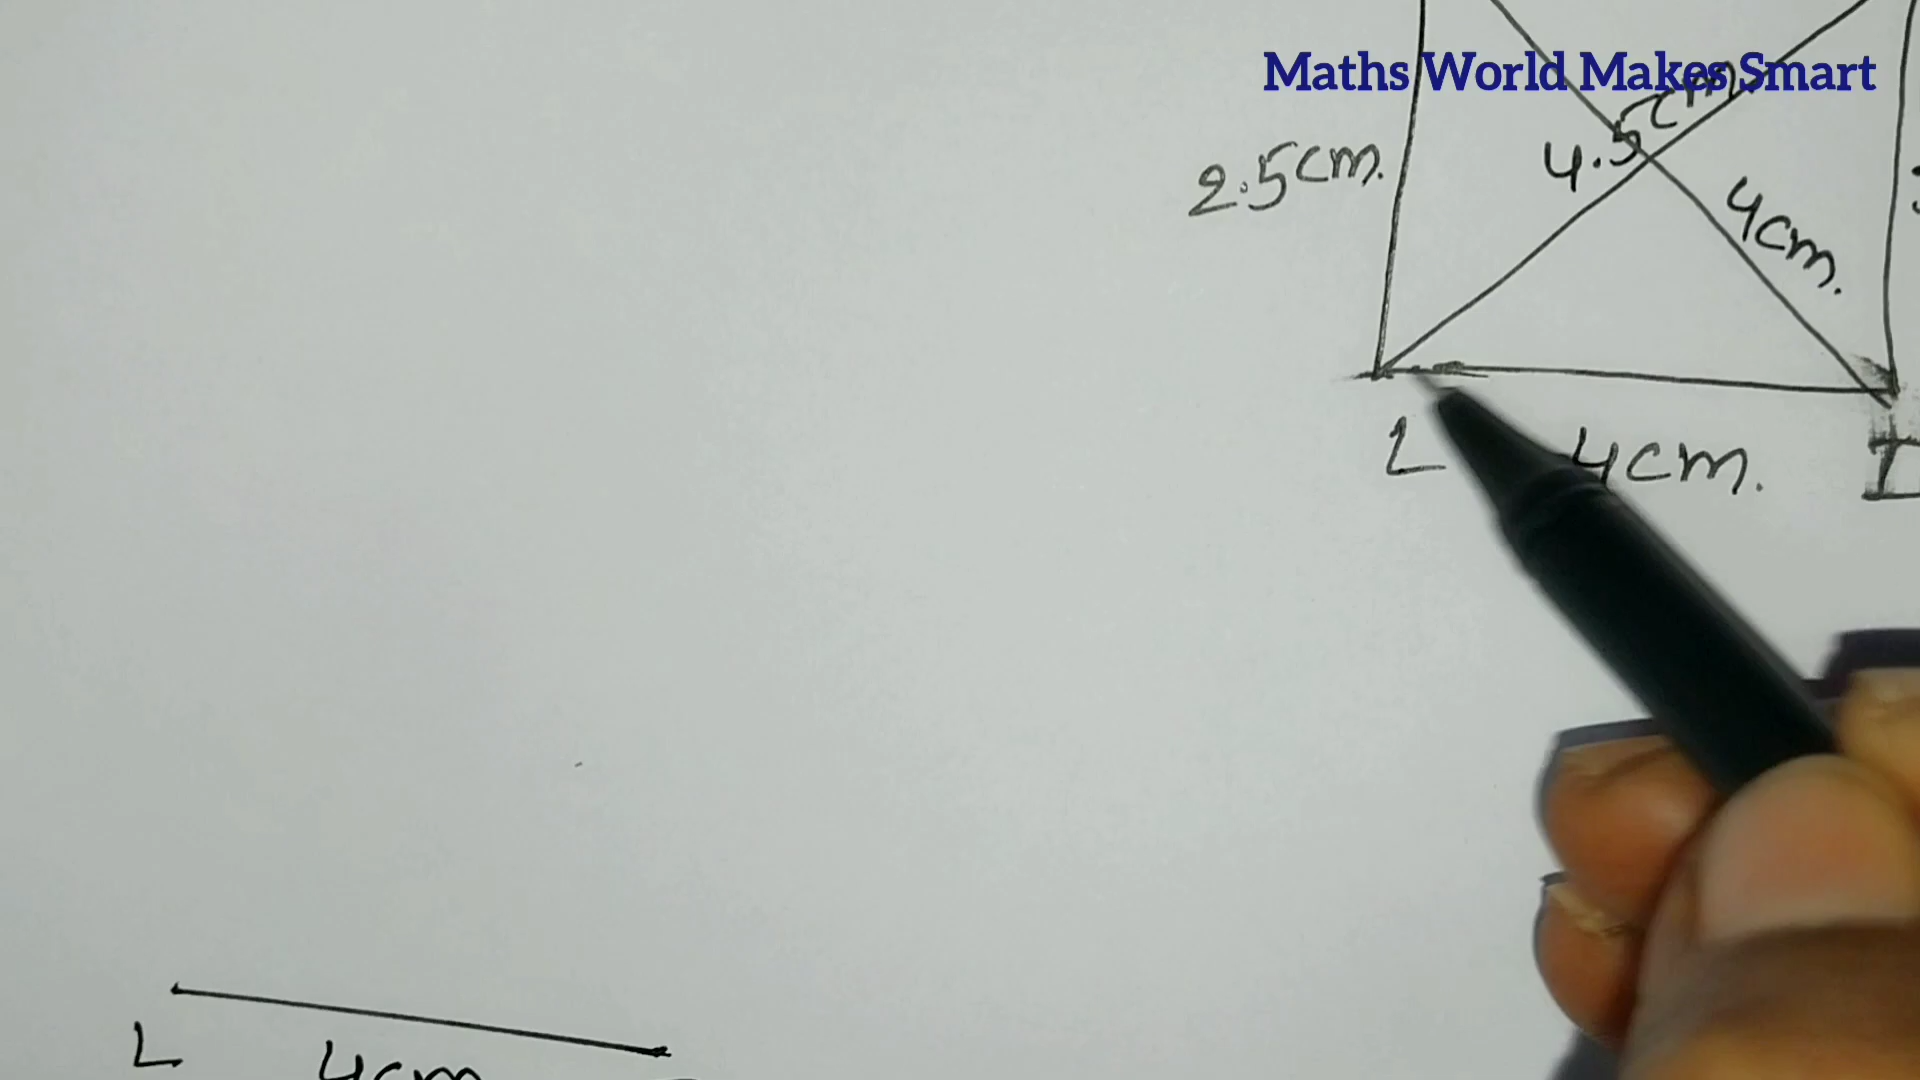 Maths World Makes Smart
4.5cm
2.5cm.
4cm.
L 4cm.
L 4cm